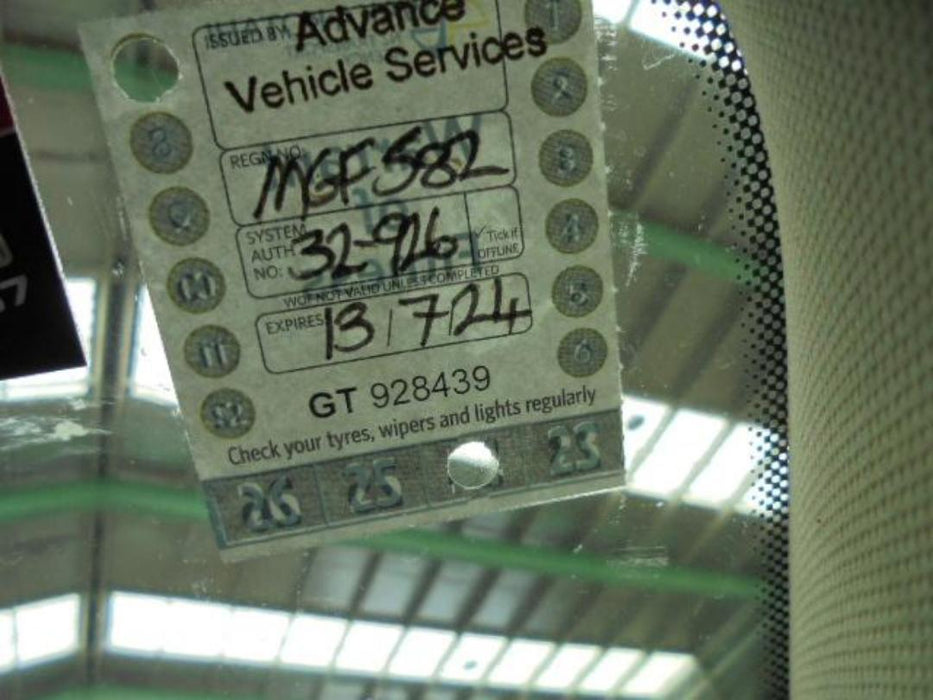 ISSUED BY Advance
Vehicle Services
REGN NO. MGF582
SYSTEM
AUTH
NO: 32-926
Tick if
OFFLINE
WOF NOT VALID UNLESS COMPLETED
EXPIRES 13/7/24
GT 928439
Check your tyres, wipers and lights regularly
1
2
3
4
5
6
8
9
10
11
12
26 25 23